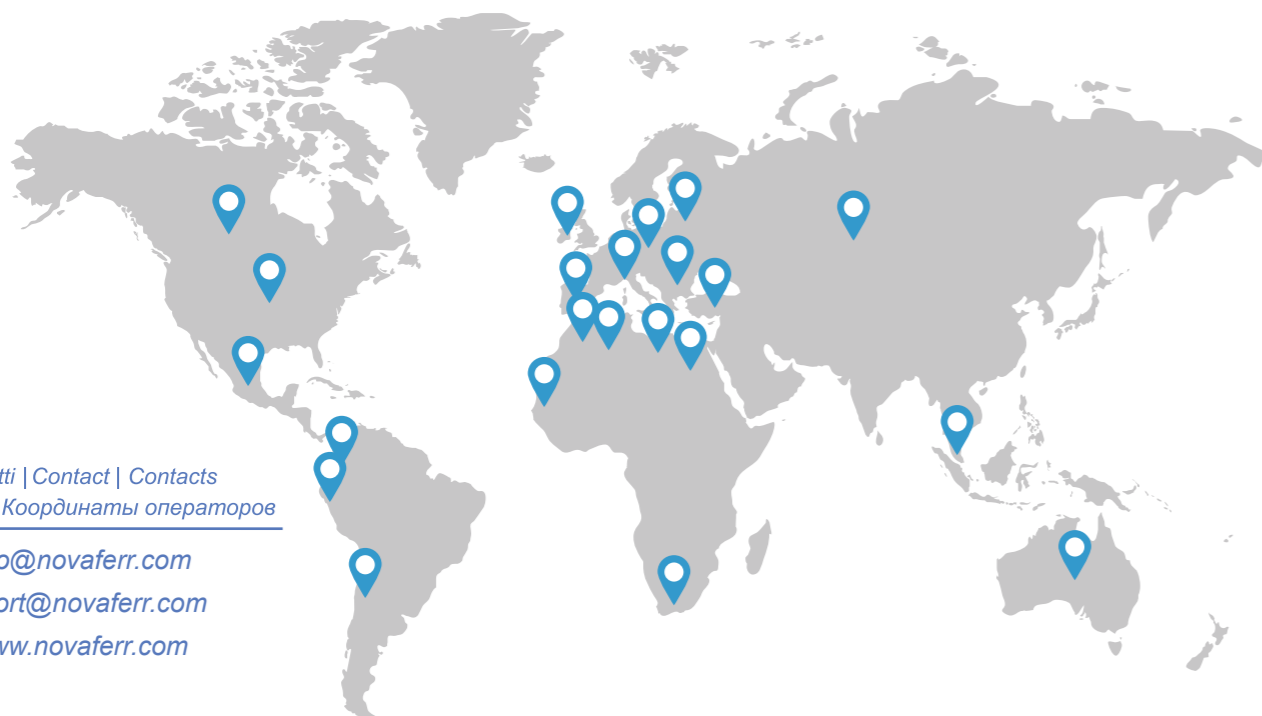 tti | Contact | Contacts
Координаты операторов
o@novaferr.com
ort@novaferr.com
ww.novaferr.com